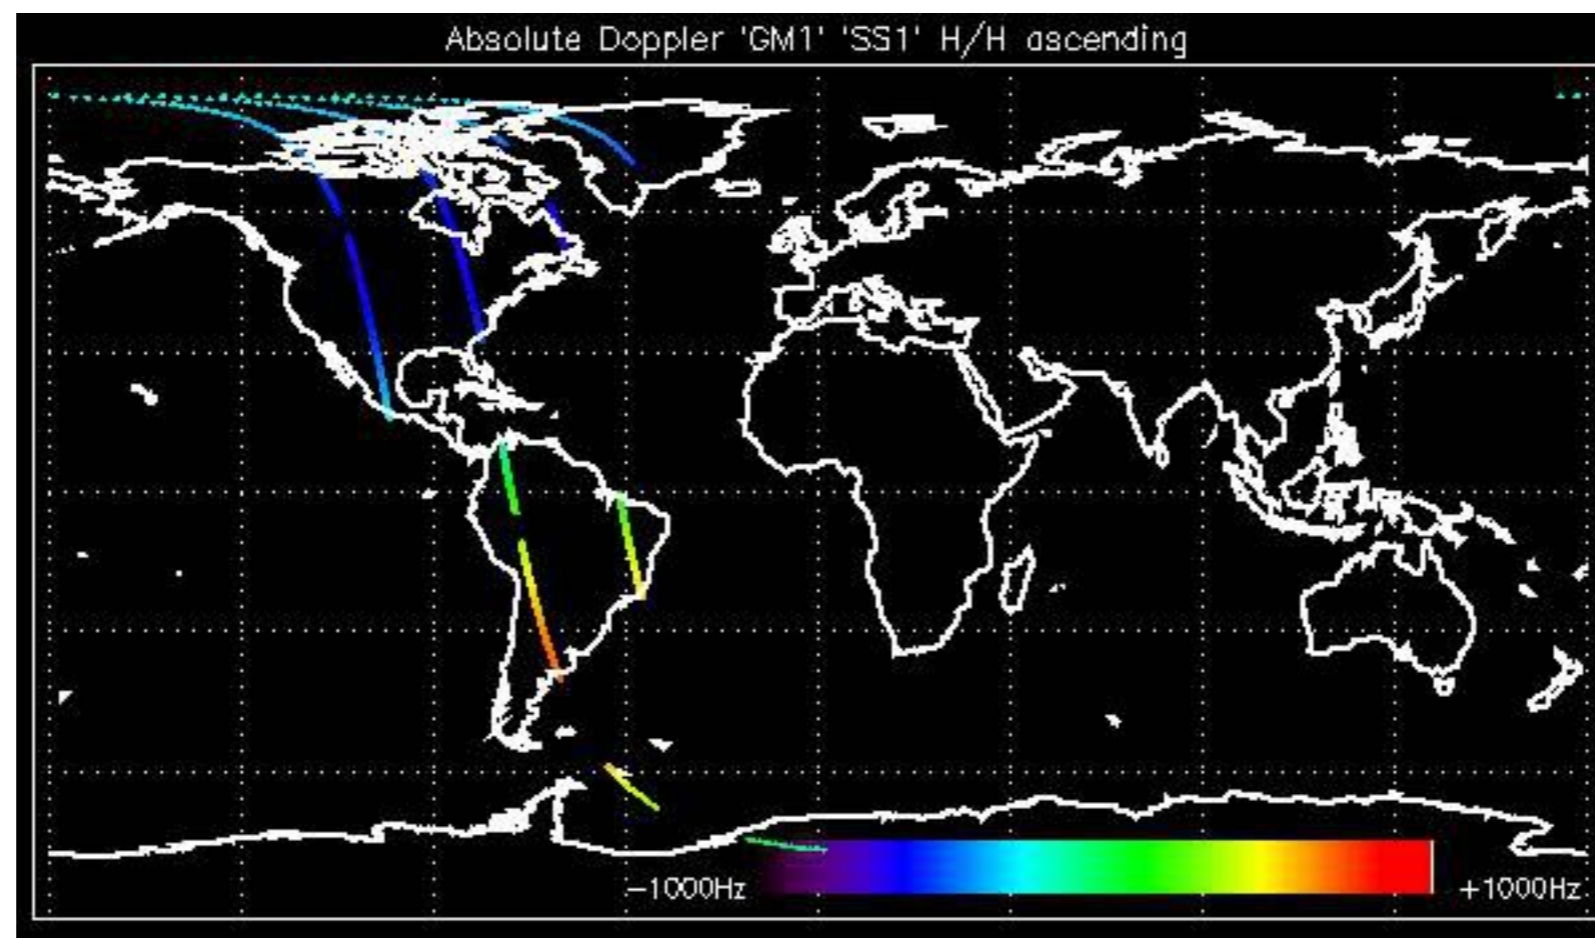 Absolute Doppler 'GM1' 'SS1' H/H ascending
-1000Hz
+1000Hz